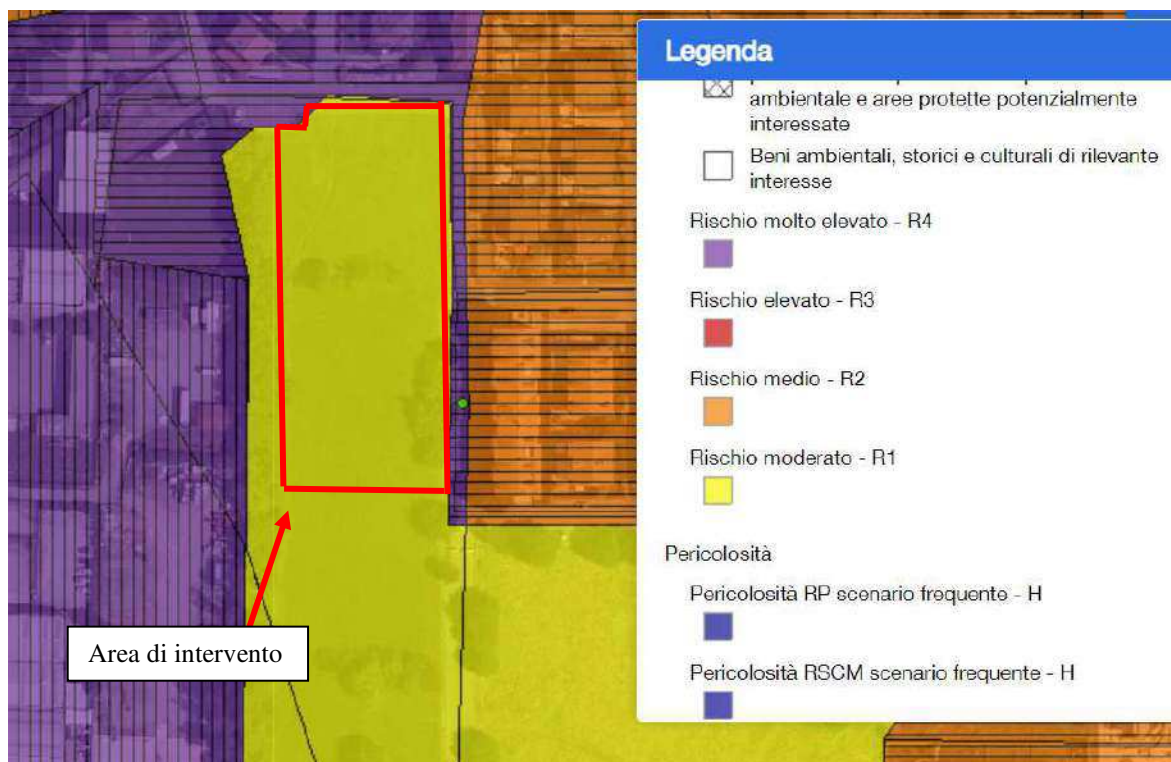 Legenda
ambientale e aree protette potenzialmente
interessate
Beni ambientali, storici e culturali di rilevante
interesse
Rischio molto elevato - R4
Rischio elevato - R3
Rischio medio - R2
Rischio moderato - R1
Pericolosità
Pericolosità RP scenario frequente - H
Pericolosità RSCM scenario frequente - H
Area di intervento